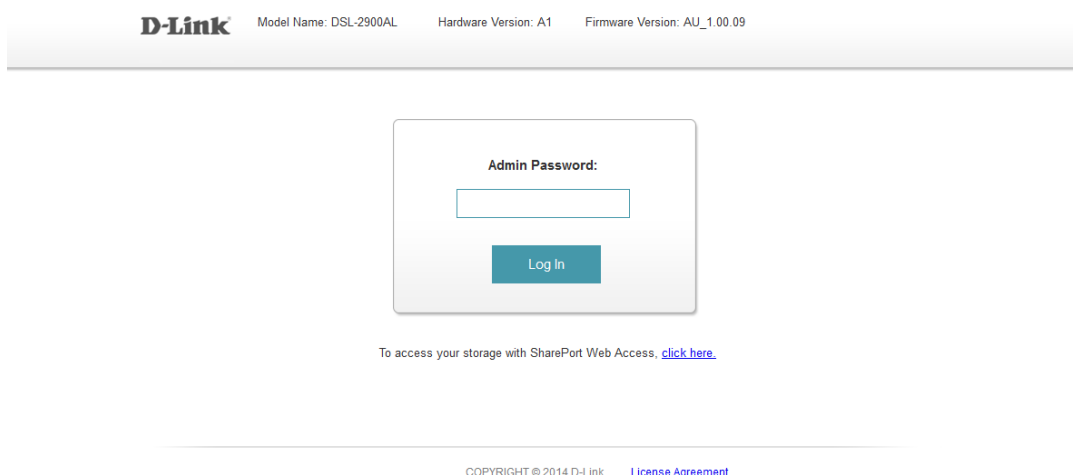 D-Link Model Name: DSL-2900AL Hardware Version: A1 Firmware Version: AU_1.00.09
Admin Password:
Log In
To access your storage with SharePort Web Access, click here.
COPYRIGHT © 2014 D-Link License Agreement